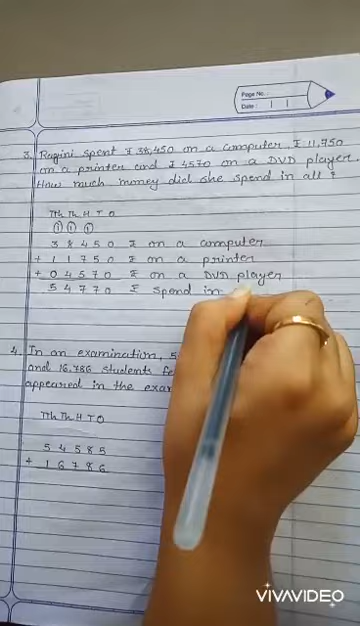 Page No.
Date: | |
3. Ragini spent ₹ 38,450 on a computer, ₹ 11,750
on a printer and ₹ 4570 on a DVD player.
How much money did she spend in all ?
TTh Th H T O
1 1 1
3 8 4 5 0 ₹ on a computer
+ 1 1 7 5 0 ₹ on a printer
+ 0 4 5 7 0 ₹ on a DVD player
5 4 7 7 0 ₹ spend in
4. In an examination, 5
and 16,786 students
appeared in the
TTh Th H T O
5 4 5 8 5
+ 1 6 7 8 6
VIVAVIDEO